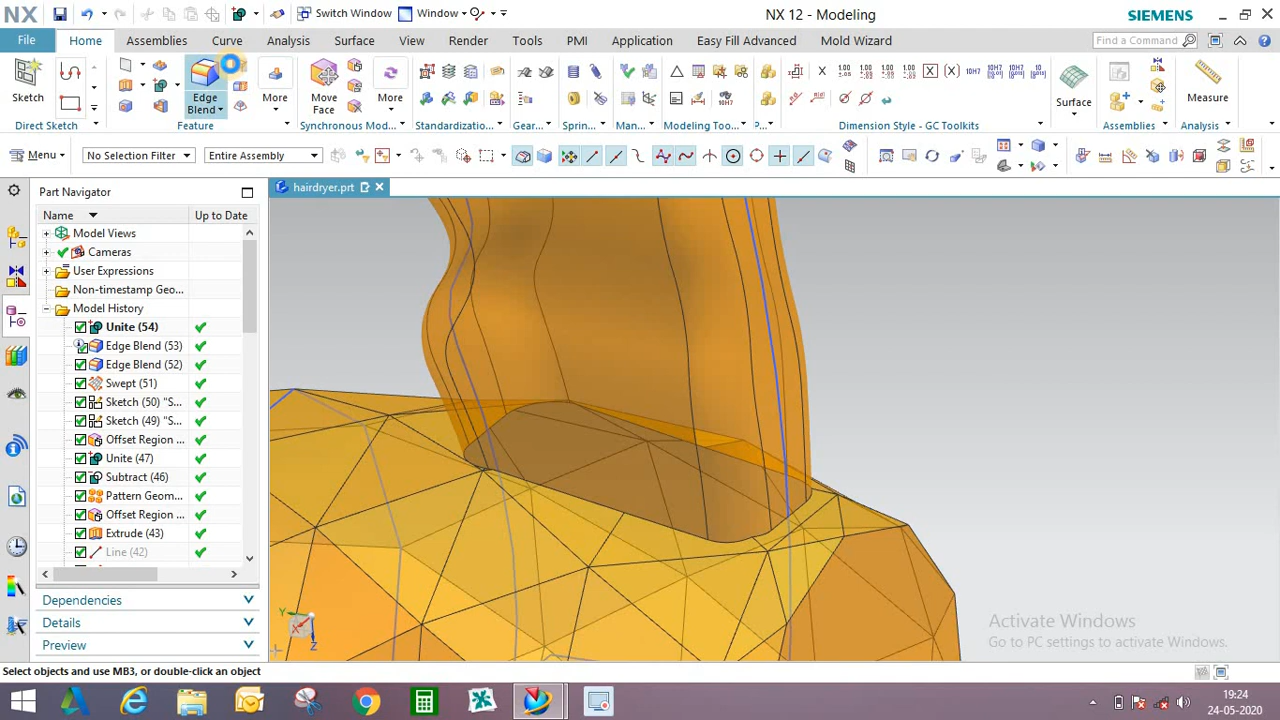 NX Switch Window Window NX 12 - Modeling SIEMENS
File Home Assemblies Curve Analysis Surface View Render Tools PMI Application Easy Fill Advanced Mold Wizard Find a Command
Sketch Edge Blend More Move Face More Surface Measure
Direct Sketch Feature Synchronous Mod... Standardizatio... Gear... Sprin... Man... Modeling Too... P... Dimension Style - GC Toolkits Assemblies Analysis
Menu No Selection Filter Entire Assembly
Part Navigator hairdryer.prt
Name Up to Date
Model Views
Cameras
User Expressions
Non-timestamp Geo...
Model History
Unite (54)
Edge Blend (53)
Edge Blend (52)
Swept (51)
Sketch (50) "S...
Sketch (49) "S...
Offset Region ...
Unite (47)
Subtract (46)
Pattern Geom...
Offset Region ...
Extrude (43)
Line (42)
Dependencies
Details
Preview
Y
X
Z
Activate Windows
Go to PC settings to activate Windows.
Select objects and use MB3, or double-click an object
19:24
24-05-2020